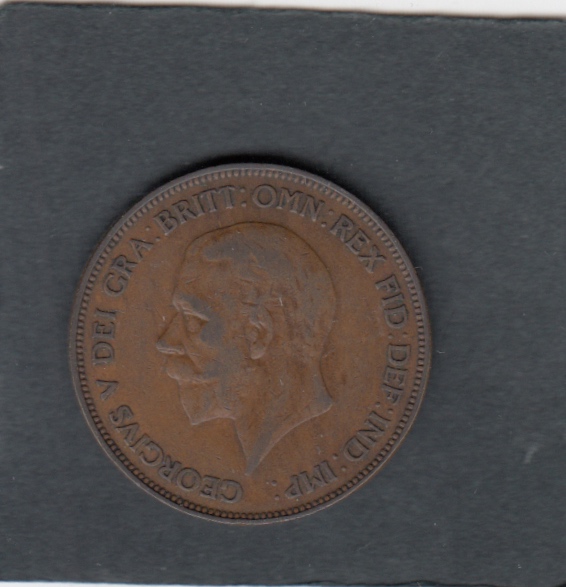 GEORGIVS V DEI GRA: BRITT: OMN: REX FID: DEF: IND: IMP: